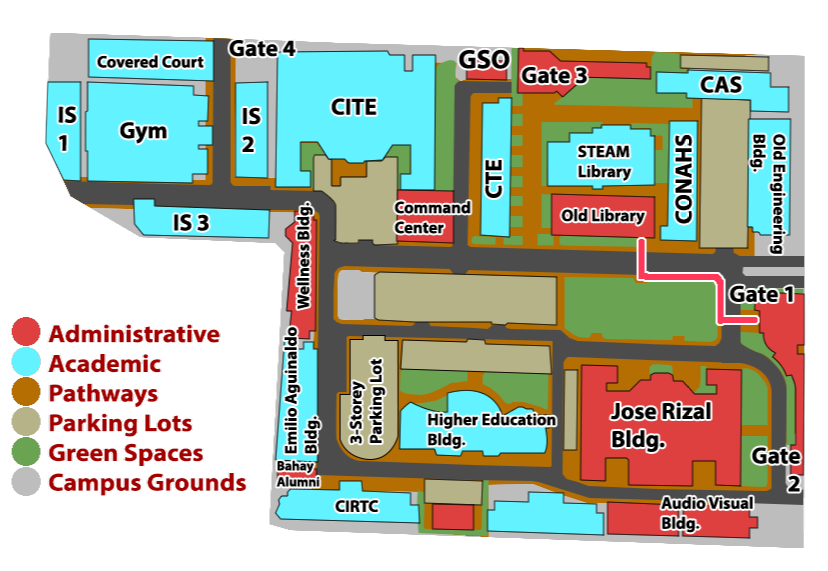 Gate 4
GSO
Covered Court
Gate 3
CAS
IS
1
Gym
IS
2
CITE
CTE
STEAM
Library
CONAHS
Old Engineering
Bldg.
IS 3
Command
Center
Old Library
Wellness Bldg.
Gate 1
Administrative
Academic
Pathways
Parking Lots
Green Spaces
Campus Grounds
Emilio Aguinaldo
Bldg.
3-Storey
Parking Lot
Higher Education
Bldg.
Jose Rizal
Bldg.
Gate
2
Bahay
Alumni
CIRTC
Audio Visual
Bldg.